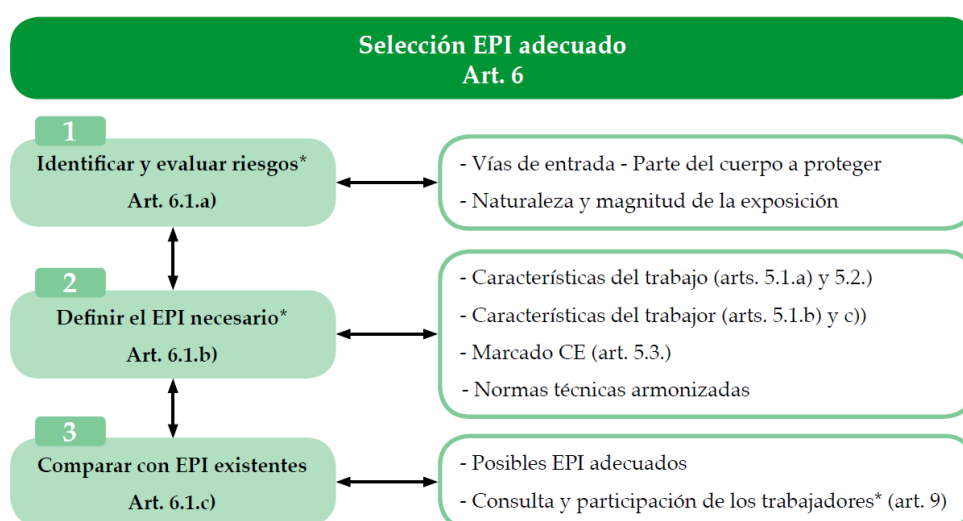 Selección EPI adecuado
Art. 6
1
Identificar y evaluar riesgos*
Art. 6.1.a)
- Vías de entrada - Parte del cuerpo a proteger
- Naturaleza y magnitud de la exposición
2
Definir el EPI necesario*
Art. 6.1.b)
- Características del trabajo (arts. 5.1.a) y 5.2.)
- Características del trabajor (arts. 5.1.b) y c))
- Marcado CE (art. 5.3.)
- Normas técnicas armonizadas
3
Comparar con EPI existentes
Art. 6.1.c)
- Posibles EPI adecuados
- Consulta y participación de los trabajadores* (art. 9)